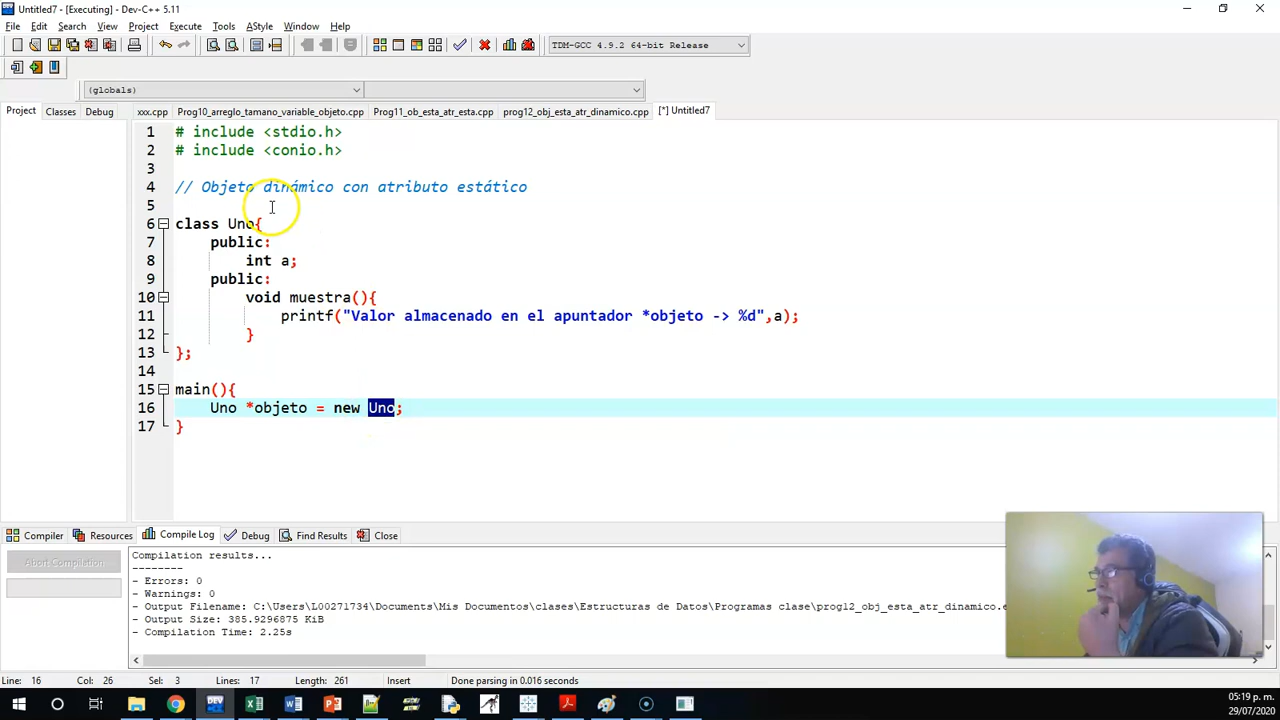 Untitled7 - [Executing] - Dev-C++ 5.11
File Edit Search View Project Execute Tools AStyle Window Help
TDM-GCC 4.9.2 64-bit Release
(globals)
Project Classes Debug xxx.cpp Prog10_arreglo_tamano_variable_objeto.cpp Prog11_ob_esta_atr_esta.cpp prog12_obj_esta_atr_dinamico.cpp [*] Untitled7
1 # include <stdio.h>
2 # include <conio.h>
3
4 // Objeto dinámico con atributo estático
5
6 class Uno{
7 public:
8 int a;
9 public:
10 void muestra(){
11 printf("Valor almacenado en el apuntador *objeto -> %d",a);
12 }
13 };
14
15 main(){
16 Uno *objeto = new Uno;
17 }
Compiler Resources Compile Log Debug Find Results Close
Abort Compilation
Compilation results...
--------
- Errors: 0
- Warnings: 0
- Output Filename: C:\Users\L00271734\Documents\Mis Documentos\clases\Estructuras de Datos\Programas clase\prog12_obj_esta_atr_dinamico.e
- Output Size: 385.9296875 KiB
- Compilation Time: 2.25s
Line: 16 Col: 26 Sel: 3 Lines: 17 Length: 261 Insert Done parsing in 0.016 seconds
DEV
05:19 p. m.
29/07/2020